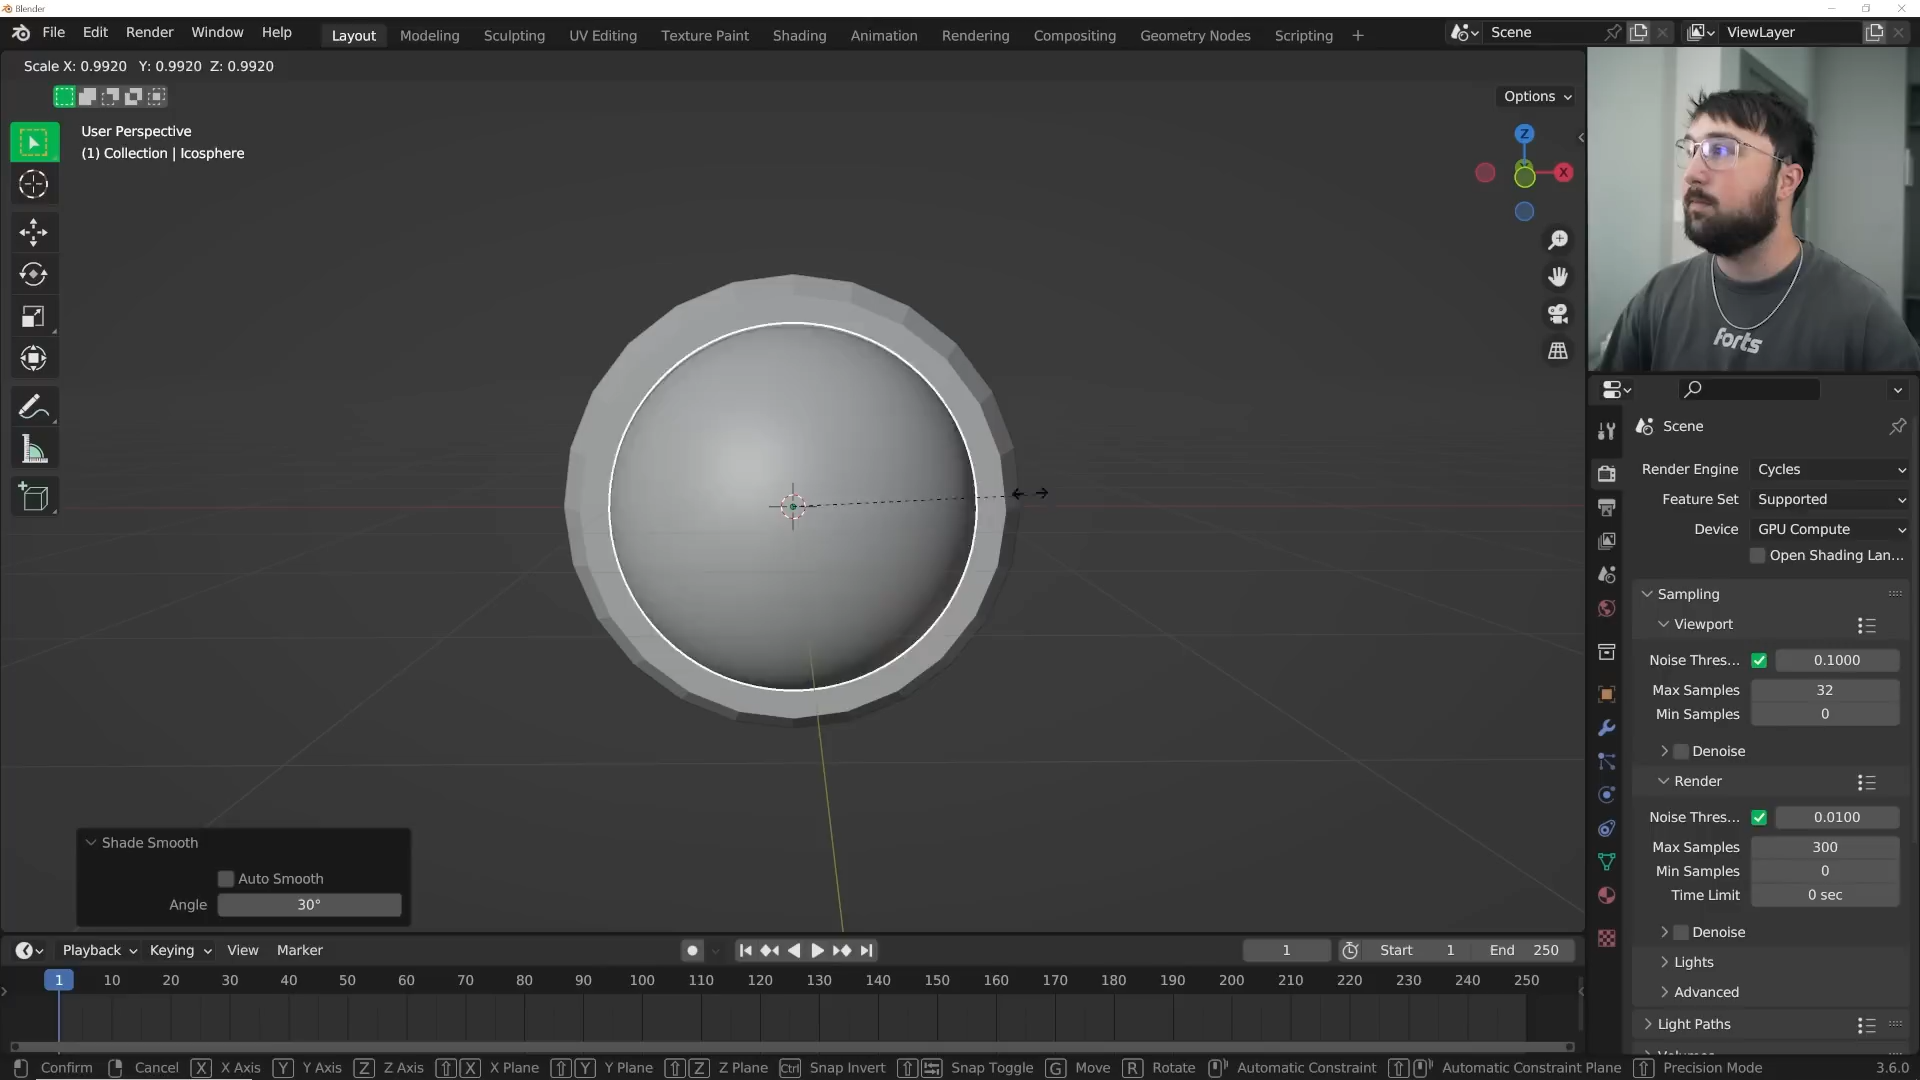 Blender
File Edit Render Window Help
Layout Modeling Sculpting UV Editing Texture Paint Shading Animation Rendering Compositing Geometry Nodes Scripting +
Scene
ViewLayer
Scale X: 0.9920 Y: 0.9920 Z: 0.9920
Options
User Perspective
(1) Collection | Icosphere
Z
Y
X
forts
Scene
Render Engine Cycles
Feature Set Supported
Device GPU Compute
Open Shading Lan...
Sampling
Viewport
Noise Thres... 0.1000
Max Samples 32
Min Samples 0
Denoise
Render
Noise Thres... 0.0100
Max Samples 300
Min Samples 0
Time Limit 0 sec
Denoise
Lights
Advanced
Light Paths
Shade Smooth
Auto Smooth
Angle 30°
Playback Keying View Marker
1 Start 1 End 250
1 10 20 30 40 50 60 70 80 90 100 110 120 130 140 150 160 170 180 190 200 210 220 230 240 250
Confirm Cancel X X Axis Y Y Axis Z Z Axis X X Plane Y Y Plane Z Z Plane Ctrl Snap Invert Snap Toggle G Move R Rotate Automatic Constraint Automatic Constraint Plane Precision Mode 3.6.0